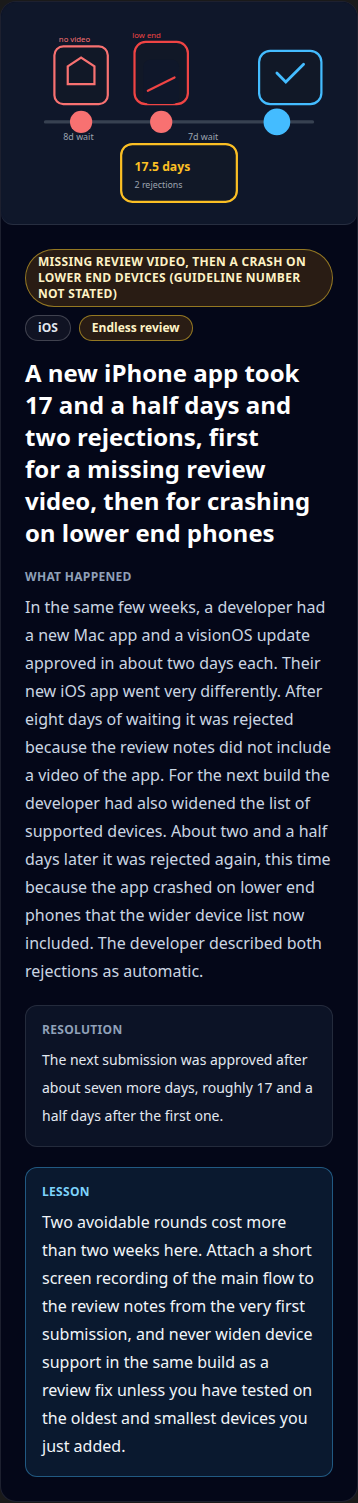 no video
low end
8d wait
7d wait
17.5 days
2 rejections
MISSING REVIEW VIDEO, THEN A CRASH ON
LOWER END DEVICES (GUIDELINE NUMBER
NOT STATED)
iOS
Endless review
A new iPhone app took
17 and a half days and
two rejections, first
for a missing review
video, then for crashing
on lower end phones
WHAT HAPPENED
In the same few weeks, a developer had
a new Mac app and a visionOS update
approved in about two days each. Their
new iOS app went very differently. After
eight days of waiting it was rejected
because the review notes did not include
a video of the app. For the next build the
developer had also widened the list of
supported devices. About two and a half
days later it was rejected again, this time
because the app crashed on lower end
phones that the wider device list now
included. The developer described both
rejections as automatic.
RESOLUTION
The next submission was approved after
about seven more days, roughly 17 and a
half days after the first one.
LESSON
Two avoidable rounds cost more
than two weeks here. Attach a short
screen recording of the main flow to
the review notes from the very first
submission, and never widen device
support in the same build as a
review fix unless you have tested on
the oldest and smallest devices you
just added.